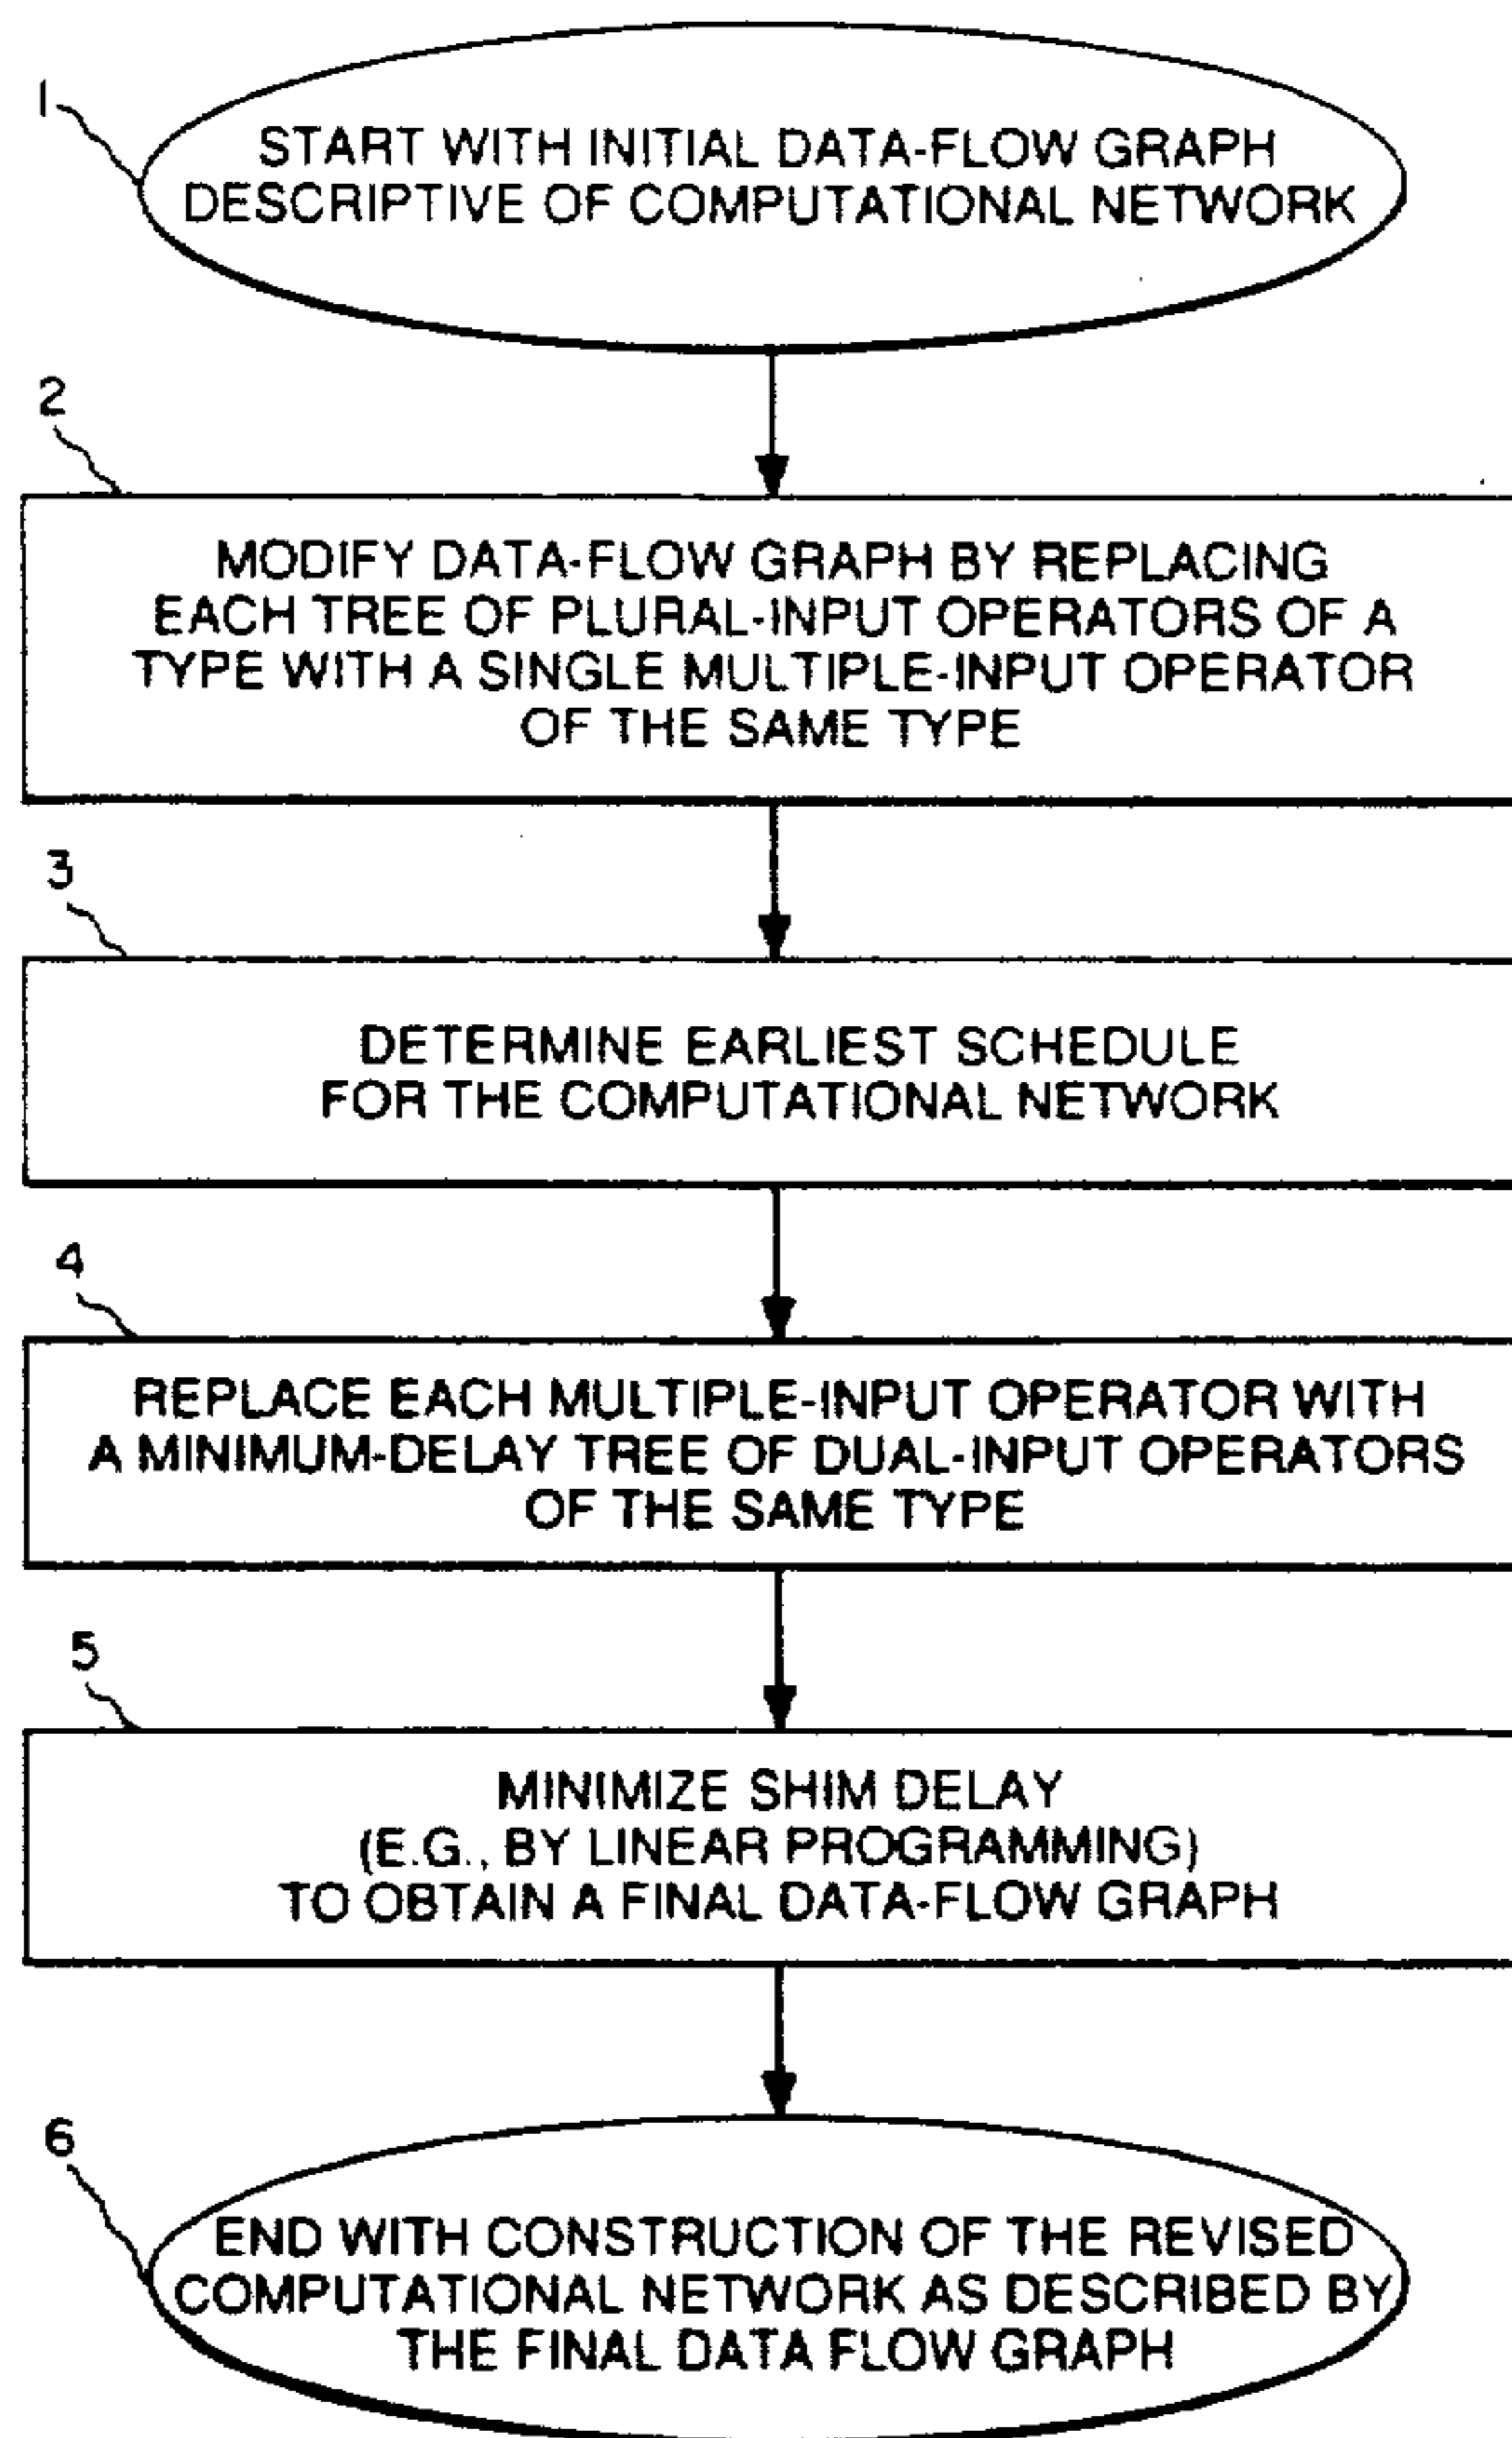 1
START WITH INITIAL DATA-FLOW GRAPH
DESCRIPTIVE OF COMPUTATIONAL NETWORK
2
MODIFY DATA-FLOW GRAPH BY REPLACING
EACH TREE OF PLURAL-INPUT OPERATORS OF A
TYPE WITH A SINGLE MULTIPLE-INPUT OPERATOR
OF THE SAME TYPE
3
DETERMINE EARLIEST SCHEDULE
FOR THE COMPUTATIONAL NETWORK
4
REPLACE EACH MULTIPLE-INPUT OPERATOR WITH
A MINIMUM-DELAY TREE OF DUAL-INPUT OPERATORS
OF THE SAME TYPE
5
MINIMIZE SHIM DELAY
(E.G., BY LINEAR PROGRAMMING)
TO OBTAIN A FINAL DATA-FLOW GRAPH
6
END WITH CONSTRUCTION OF THE REVISED
COMPUTATIONAL NETWORK AS DESCRIBED BY
THE FINAL DATA FLOW GRAPH